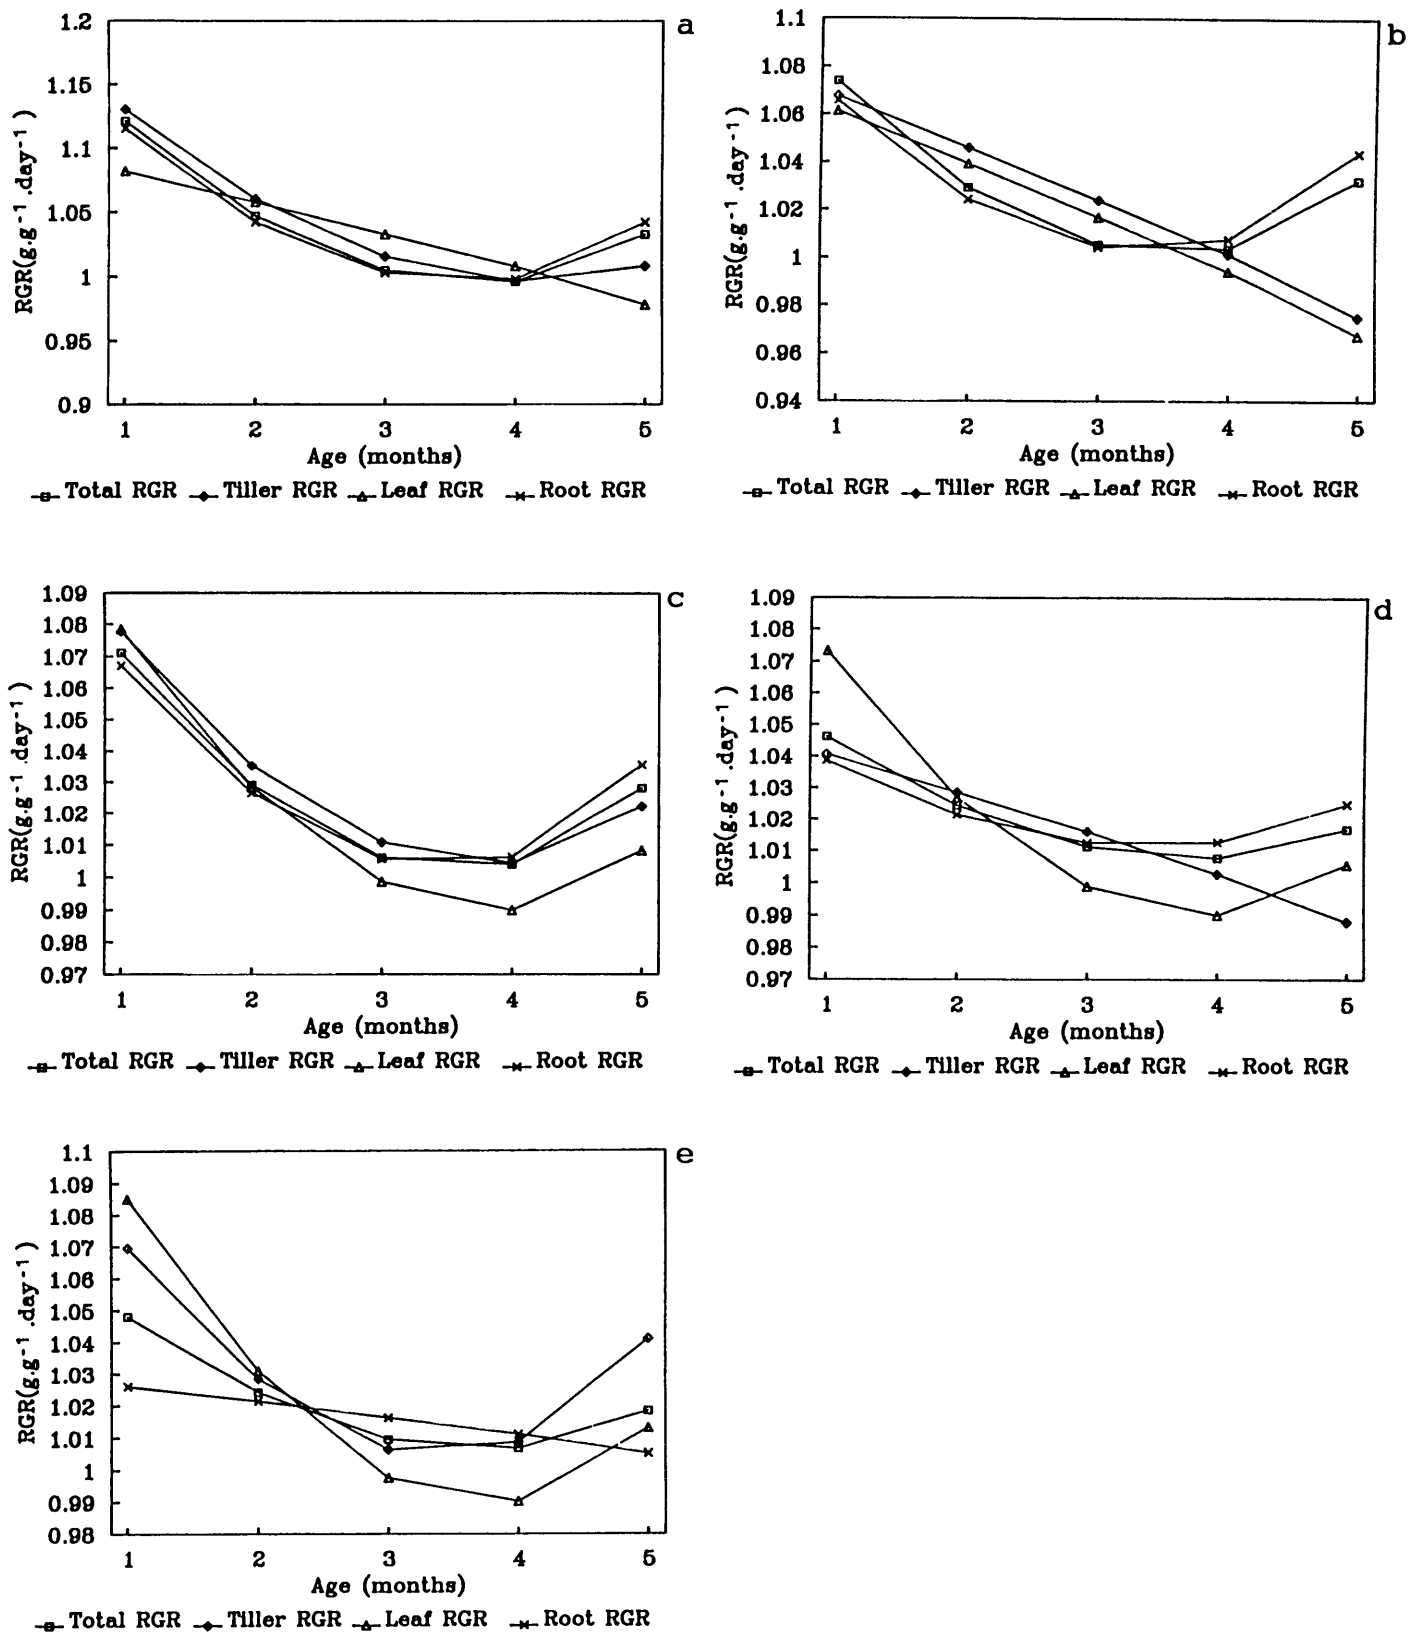 a
1.2
1.15
1.1
1.05
1
0.95
0.9
RGR(g.g⁻¹.day⁻¹)
1 2 3 4 5
Age (months)
Total RGR Tiller RGR Leaf RGR Root RGR
b
1.1
1.08
1.06
1.04
1.02
1
0.98
0.96
0.94
RGR(g.g⁻¹.day⁻¹)
1 2 3 4 5
Age (months)
Total RGR Tiller RGR Leaf RGR Root RGR
c
1.09
1.08
1.07
1.06
1.05
1.04
1.03
1.02
1.01
1
0.99
0.98
0.97
RGR(g.g⁻¹.day⁻¹)
1 2 3 4 5
Age (months)
Total RGR Tiller RGR Leaf RGR Root RGR
d
1.09
1.08
1.07
1.06
1.05
1.04
1.03
1.02
1.01
1
0.99
0.98
0.97
RGR(g.g⁻¹.day⁻¹)
1 2 3 4 5
Age (months)
Total RGR Tiller RGR Leaf RGR Root RGR
e
1.1
1.09
1.08
1.07
1.06
1.05
1.04
1.03
1.02
1.01
1
0.99
0.98
RGR(g.g⁻¹.day⁻¹)
1 2 3 4 5
Age (months)
Total RGR Tiller RGR Leaf RGR Root RGR